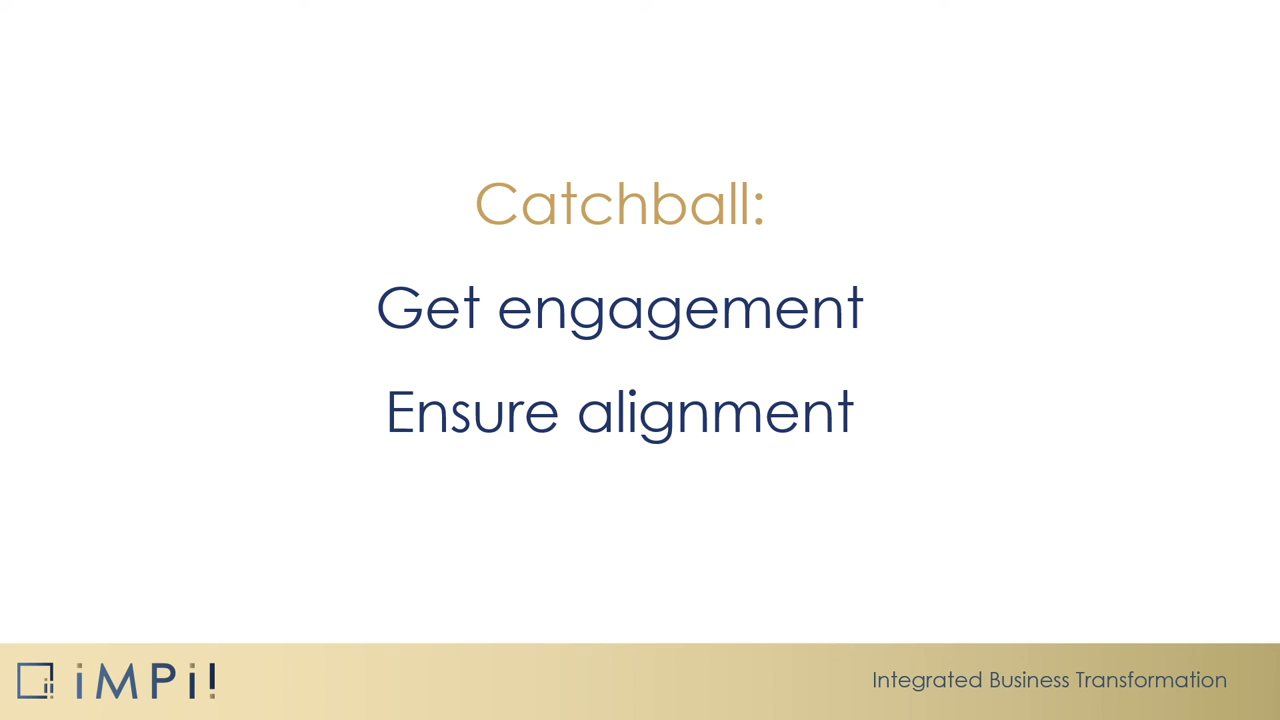 Catchball:
Get engagement
Ensure alignment
iMPi!
Integrated Business Transformation